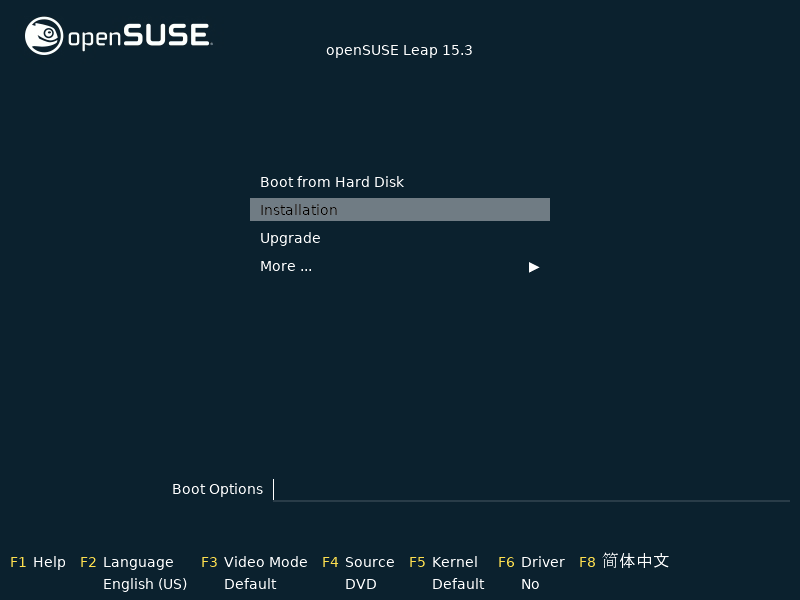 openSUSE
openSUSE Leap 15.3
Boot from Hard Disk
Installation
Upgrade
More ...
Boot Options
F1 Help F2 Language F3 Video Mode F4 Source F5 Kernel F6 Driver F8 简体中文
English (US) Default DVD Default No